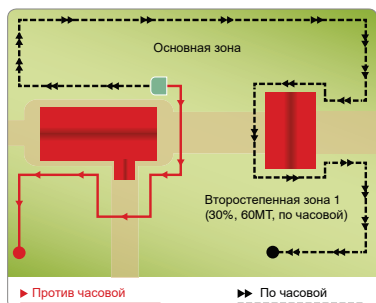 Основная зона
Второстепенная зона 1
(30%, 60МТ, по часовой)
Против часовой
По часовой